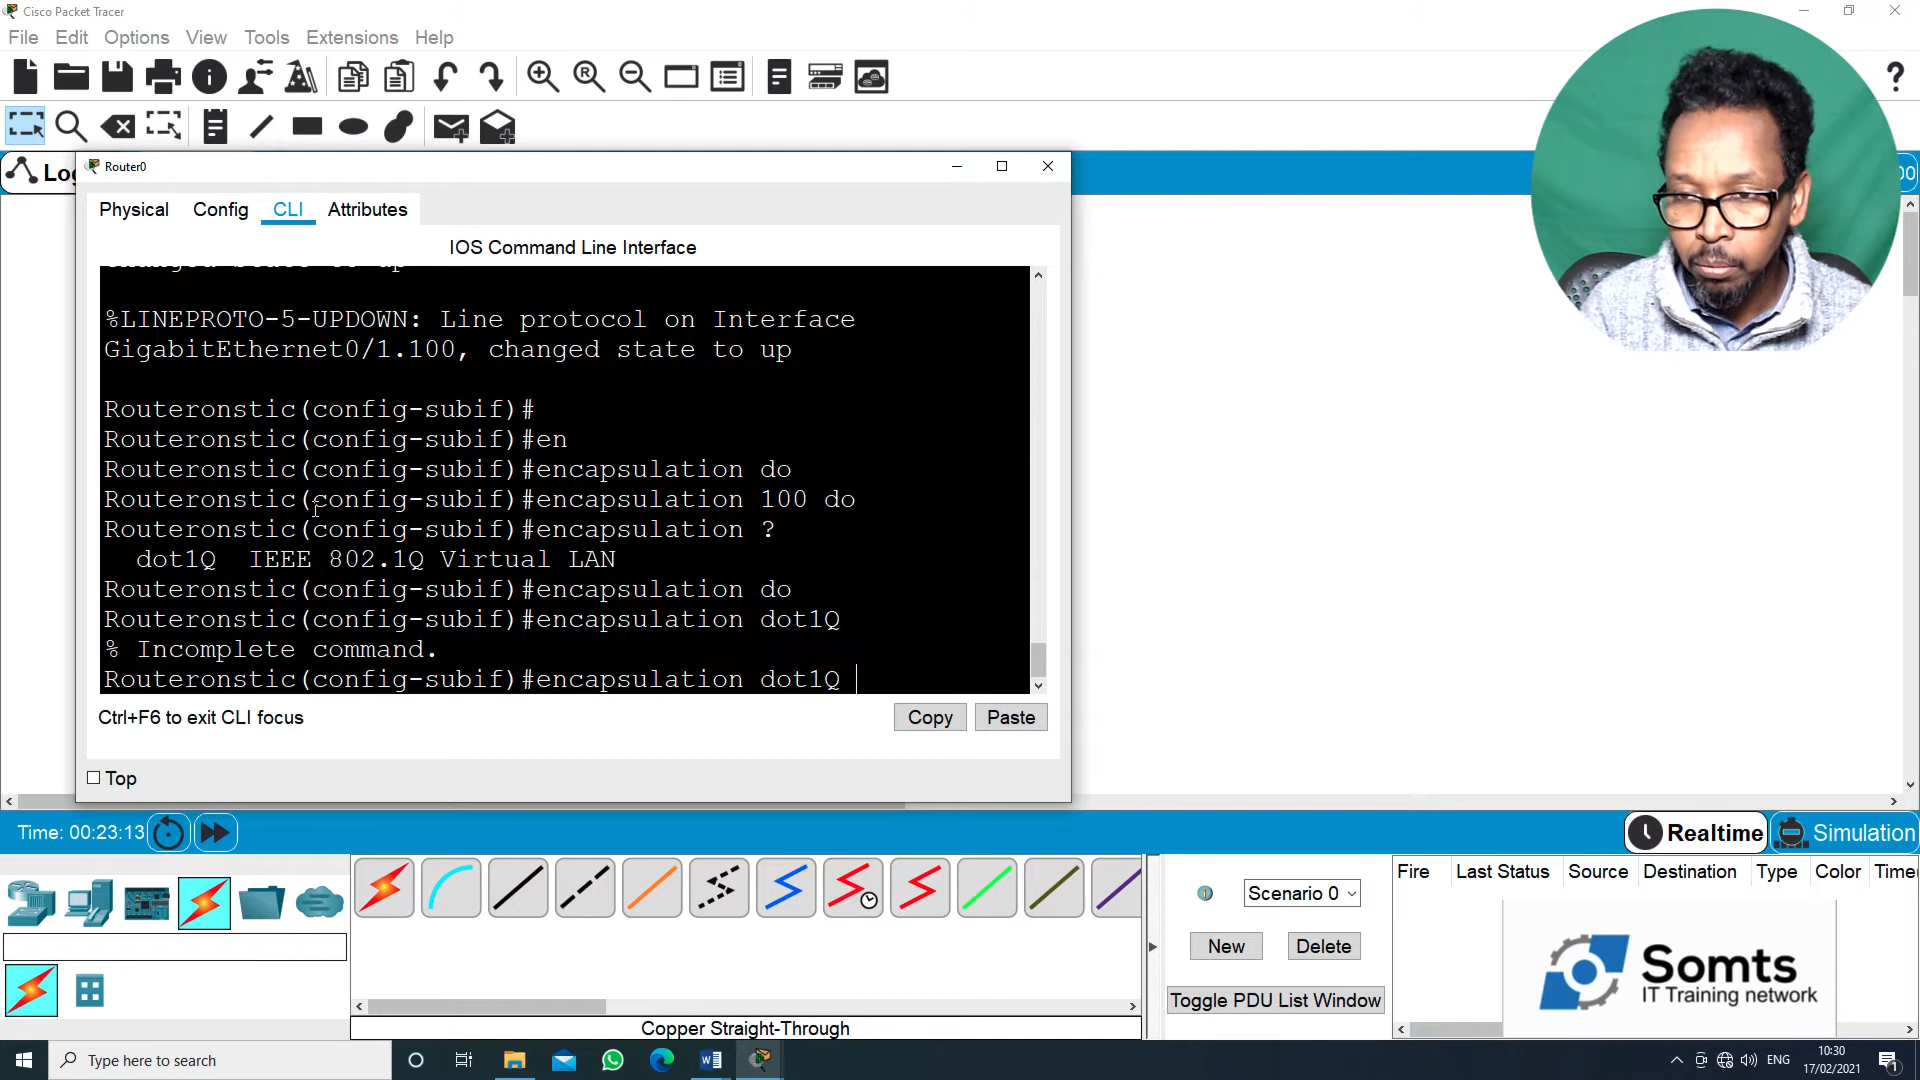 Cisco Packet Tracer
File Edit Options View Tools Extensions Help
Router0
Physical Config CLI Attributes
IOS Command Line Interface
%LINEPROTO-5-UPDOWN: Line protocol on Interface
GigabitEthernet0/1.100, changed state to up
Routeronstic(config-subif)#
Routeronstic(config-subif)#en
Routeronstic(config-subif)#encapsulation do
Routeronstic(config-subif)#encapsulation 100 do
Routeronstic(config-subif)#encapsulation ?
dot1Q IEEE 802.1Q Virtual LAN
Routeronstic(config-subif)#encapsulation do
Routeronstic(config-subif)#encapsulation dot1Q
% Incomplete command.
Routeronstic(config-subif)#encapsulation dot1Q
Ctrl+F6 to exit CLI focus
Copy Paste
Top
Time: 00:23:13
Realtime Simulation
Fire Last Status Source Destination Type Color
Scenario 0
New Delete
Toggle PDU List Window
Somts
IT Training network
Copper Straight-Through
Type here to search
ENG
10:30
17/02/2021